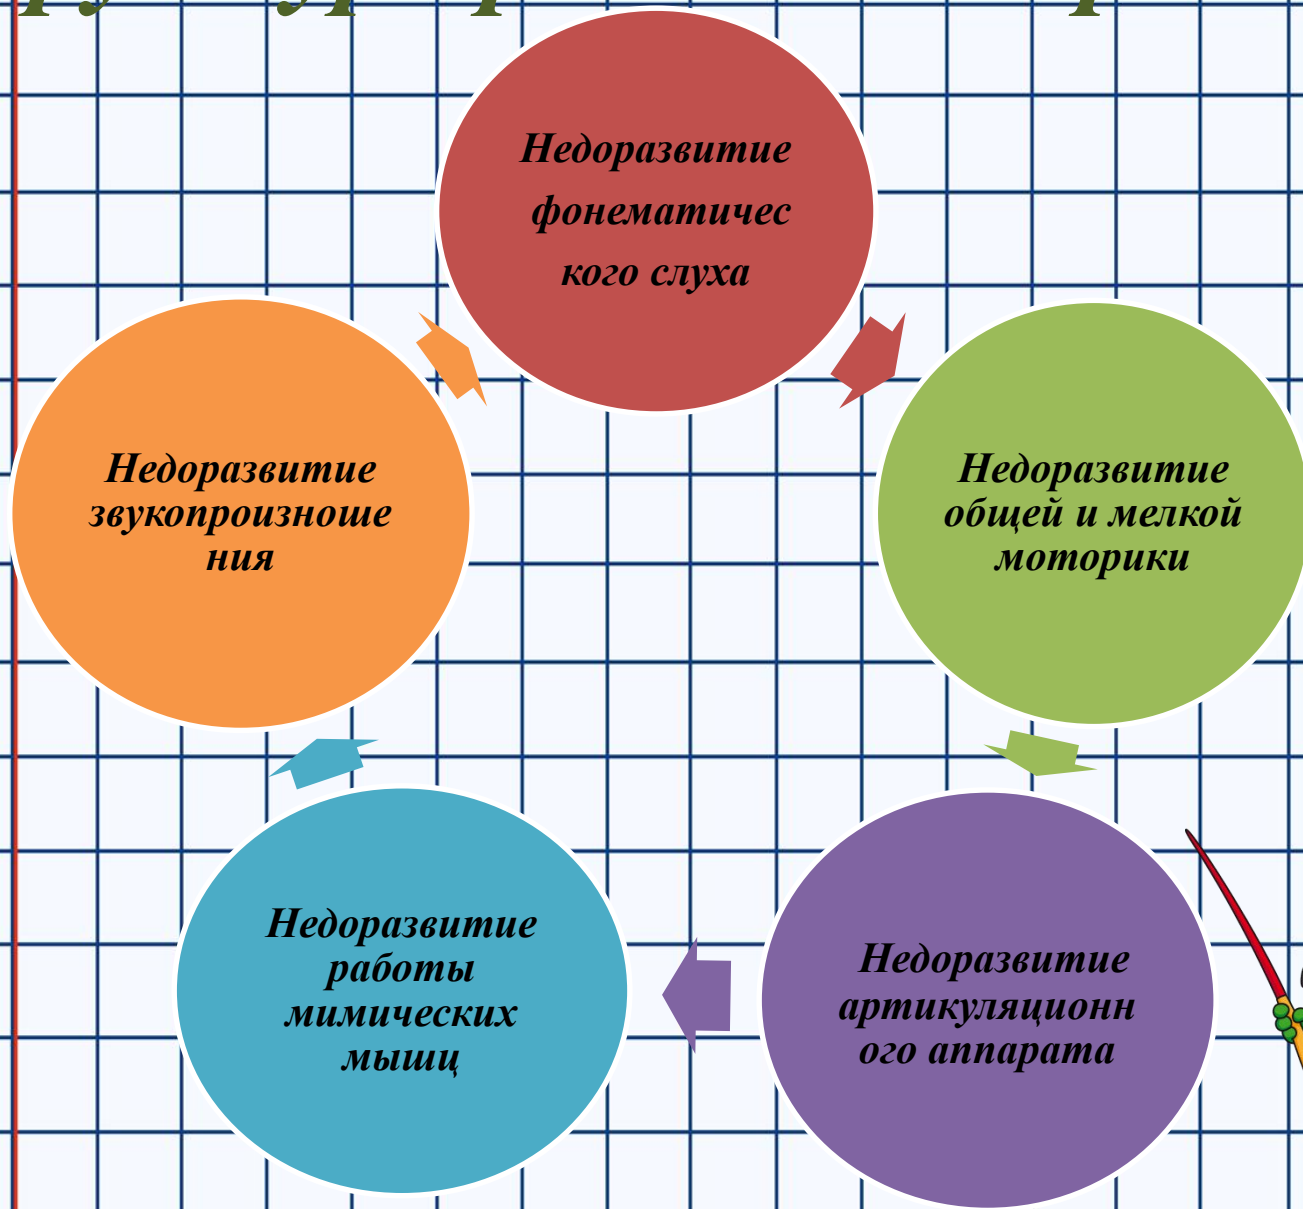 Недоразвитие
фонематичес
кого слуха
Недоразвитие
звукопроизноше
ния
Недоразвитие
общей и мелкой
моторики
Недоразвитие
работы
мимических
мышц
Недоразвитие
артикуляционн
ого аппарата